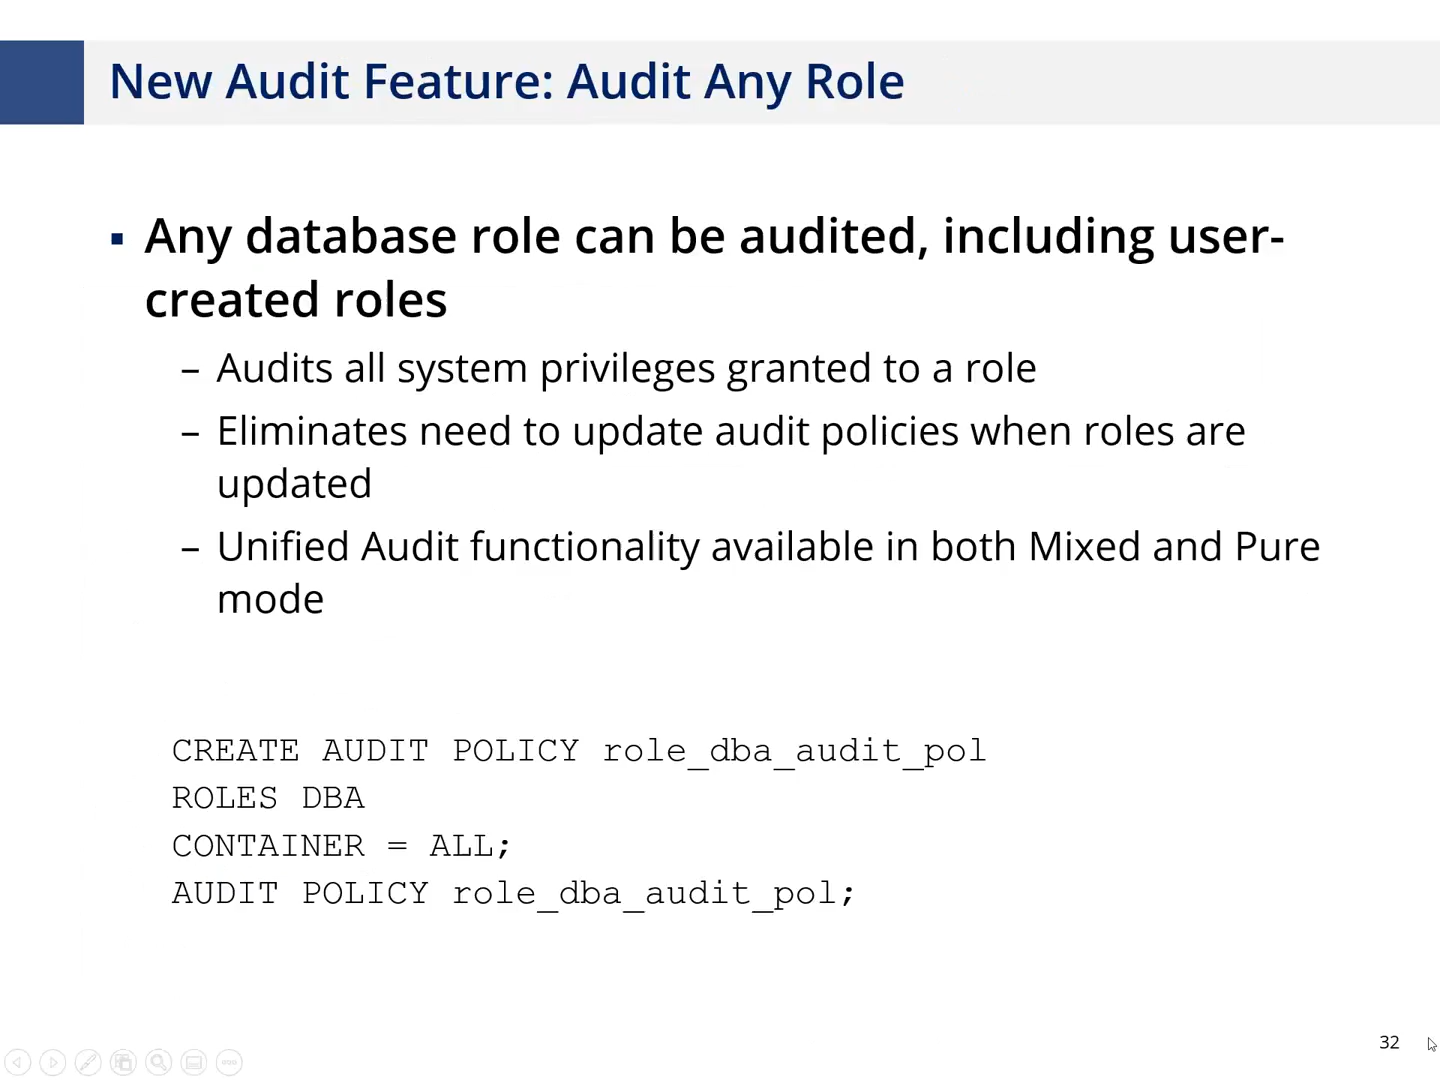 New Audit Feature: Audit Any Role
▪ Any database role can be audited, including user-
created roles
– Audits all system privileges granted to a role
– Eliminates need to update audit policies when roles are
updated
– Unified Audit functionality available in both Mixed and Pure
mode
CREATE AUDIT POLICY role_dba_audit_pol
ROLES DBA
CONTAINER = ALL;
AUDIT POLICY role_dba_audit_pol;
32